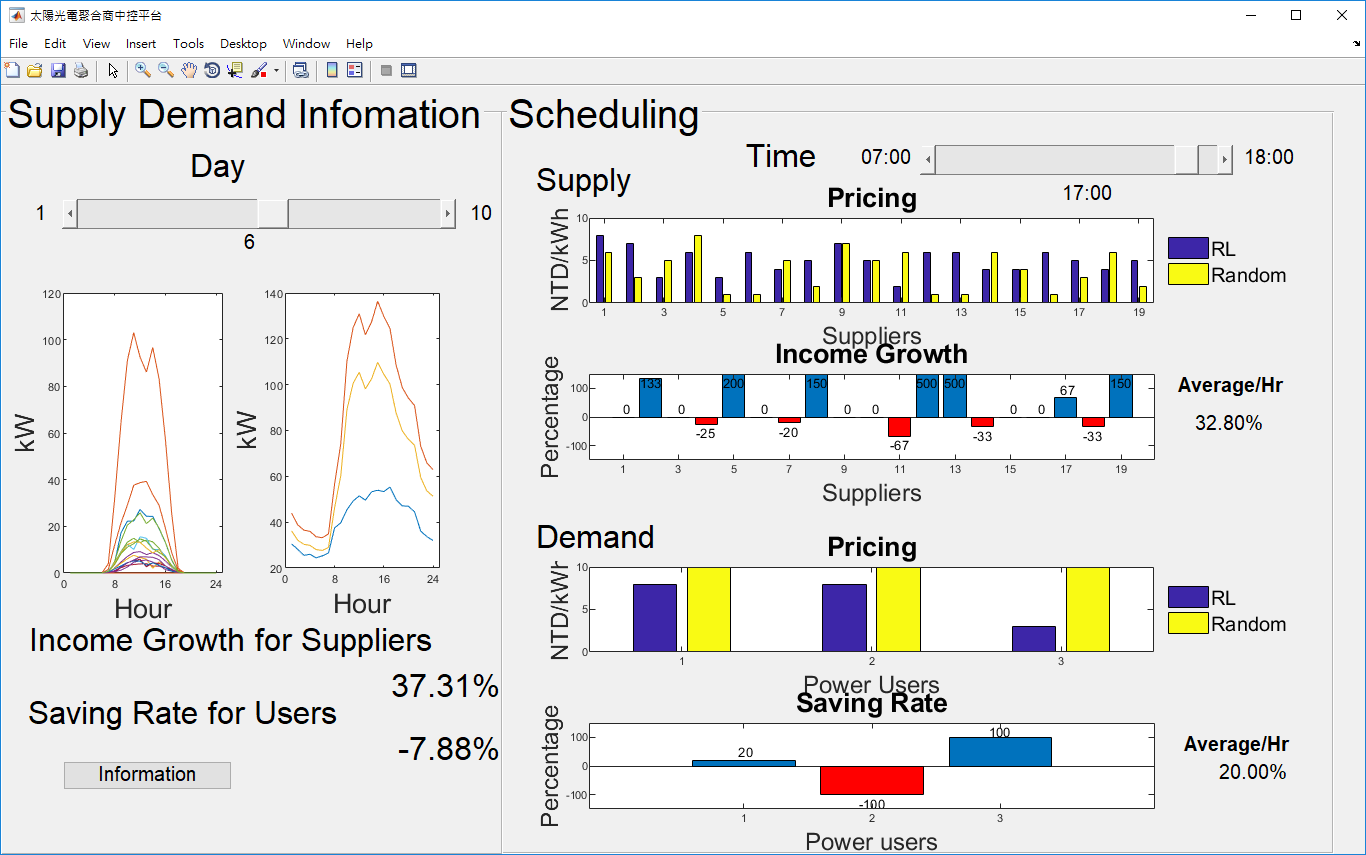 太陽光電聚合商中控平台
File Edit View Insert Tools Desktop Window Help
Supply Demand Infomation
Day
1 10
6
120
100
80
60
40
20
0
0 8 16 24
kW
Hour
140
120
100
80
60
40
20
0 8 16 24
kW
Hour
Income Growth for Suppliers
37.31%
Saving Rate for Users
-7.88%
Information
Scheduling
Time 07:00 18:00
17:00
Supply
Pricing
NTD/kWh
10
5
0
1 3 5 7 9 11 13 15 17 19
Suppliers
RL
Random
Income Growth
Percentage
100
0
-100
0 133 0 -25 200 0 -20 150 0 0 -67 500 500 -33 0 0 67 -33 150
1 3 5 7 9 11 13 15 17 19
Suppliers
Average/Hr
32.80%
Demand
Pricing
NTD/kWh
10
5
0
1 2 3
Power Users
RL
Random
Saving Rate
Percentage
100
0
-100
20 -100 100
1 2 3
Power users
Average/Hr
20.00%